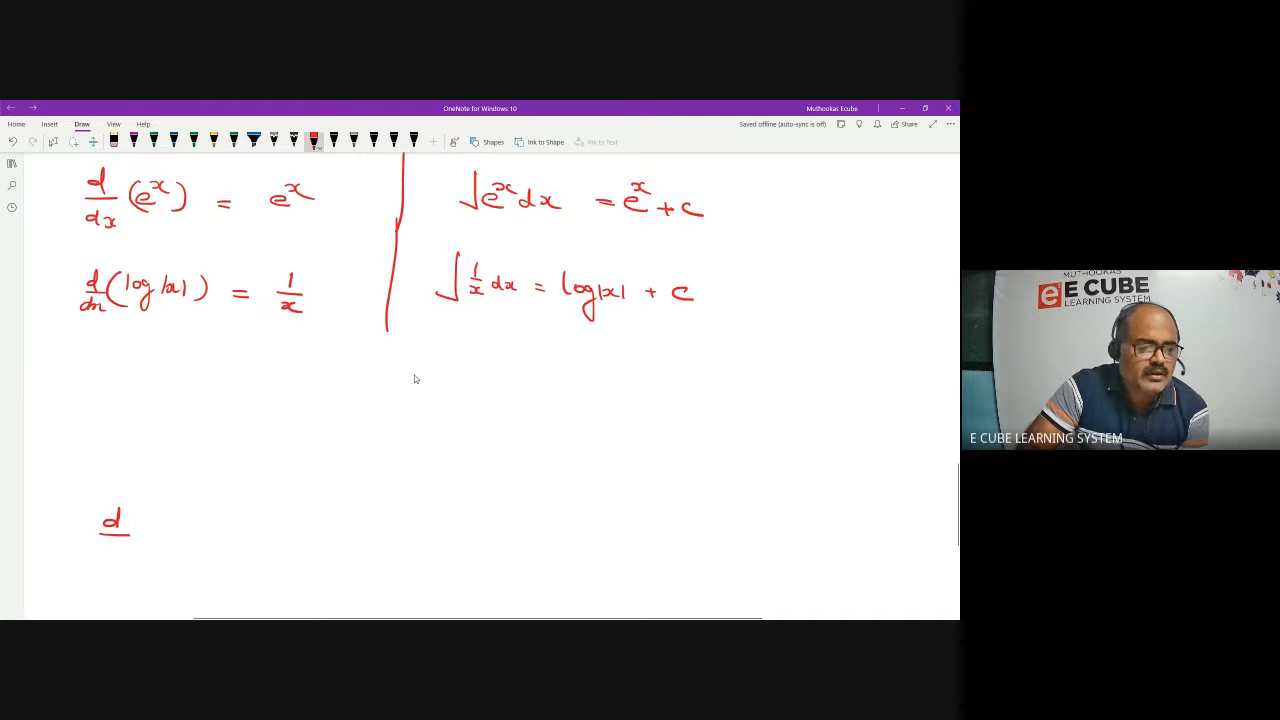 OneNote for Windows 10
Muthookas Ecube
Home Insert Draw View Help
Saved offline (auto-sync is off)
Share
Shapes
Ink to Shape
Ink to Text
d/dx (e^x) = e^x
∫e^x dx = e^x + c
d/dx (log|x|) = 1/x
∫ 1/x dx = log|x| + c
d
MUTHOOKAS
e E CUBE
LEARNING SYSTEM
E CUBE LEARNING SYSTEM